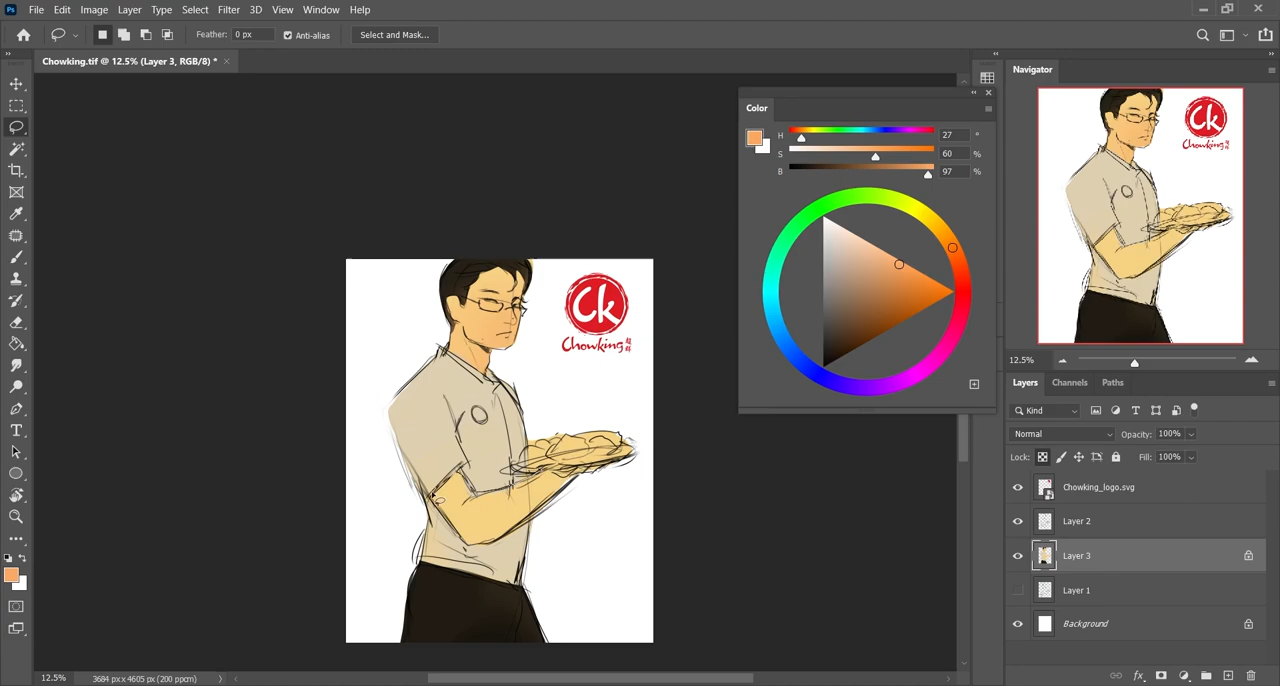 Ps File Edit Image Layer Type Select Filter 3D View Window Help
Feather: 0 px Anti-alias Select and Mask...
Chowking.tif @ 12.5% (Layer 3, RGB/8) *
Navigator
Color
H 27 °
S 60 %
B 97 %
Ck
Chowking
Ck
Chowking
12.5%
Layers Channels Paths
Kind
Normal Opacity: 100%
Lock: Fill: 100%
Chowking_logo.svg
Layer 2
Layer 3
Layer 1
Background
12.5% 3684 px x 4605 px (200 ppcm)